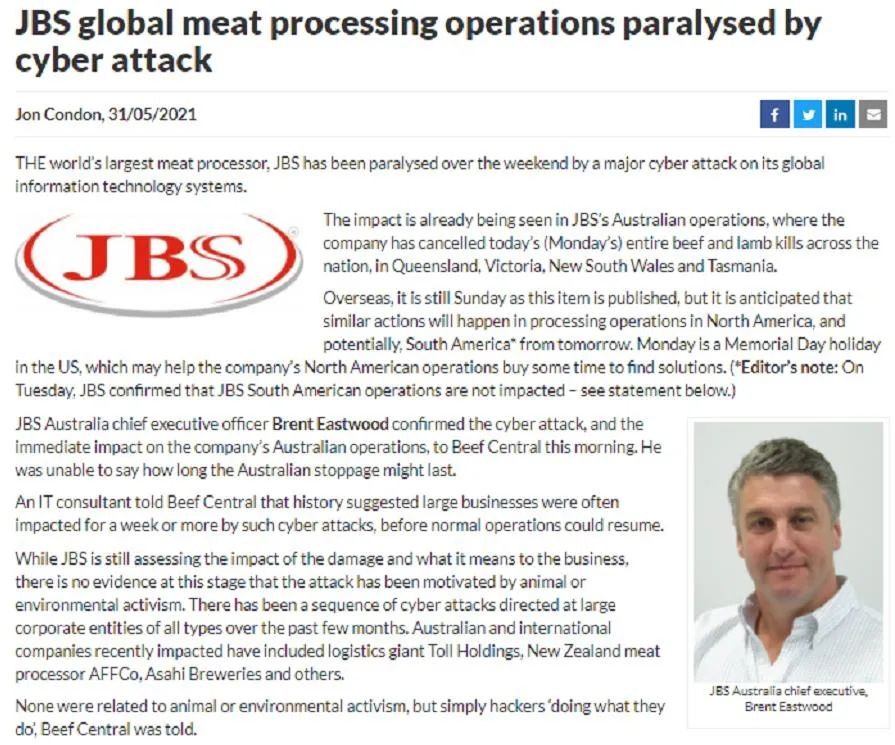 JBS global meat processing operations paralysed by
cyber attack
Jon Condon, 31/05/2021
f
in
THE world's largest meat processor, JBS has been paralysed over the weekend by a major cyber attack on its global
information technology systems.
JBS
®
The impact is already being seen in JBS's Australian operations, where the
company has cancelled today's (Monday's) entire beef and lamb kills across the
nation, in Queensland, Victoria, New South Wales and Tasmania.
Overseas, it is still Sunday as this item is published, but it is anticipated that
similar actions will happen in processing operations in North America, and
potentially, South America* from tomorrow. Monday is a Memorial Day holiday
in the US, which may help the company's North American operations buy some time to find solutions. (*Editor's note: On
Tuesday, JBS confirmed that JBS South American operations are not impacted – see statement below.)
JBS Australia chief executive officer Brent Eastwood confirmed the cyber attack, and the
immediate impact on the company's Australian operations, to Beef Central this morning. He
was unable to say how long the Australian stoppage might last.
An IT consultant told Beef Central that history suggested large businesses were often
impacted for a week or more by such cyber attacks, before normal operations could resume.
While JBS is still assessing the impact of the damage and what it means to the business,
there is no evidence at this stage that the attack has been motivated by animal or
environmental activism. There has been a sequence of cyber attacks directed at large
corporate entities of all types over the past few months. Australian and international
companies recently impacted have included logistics giant Toll Holdings, New Zealand meat
processor AFFCo, Asahi Breweries and others.
None were related to animal or environmental activism, but simply hackers 'doing what they
do', Beef Central was told.
JBS Australia chief executive,
Brent Eastwood